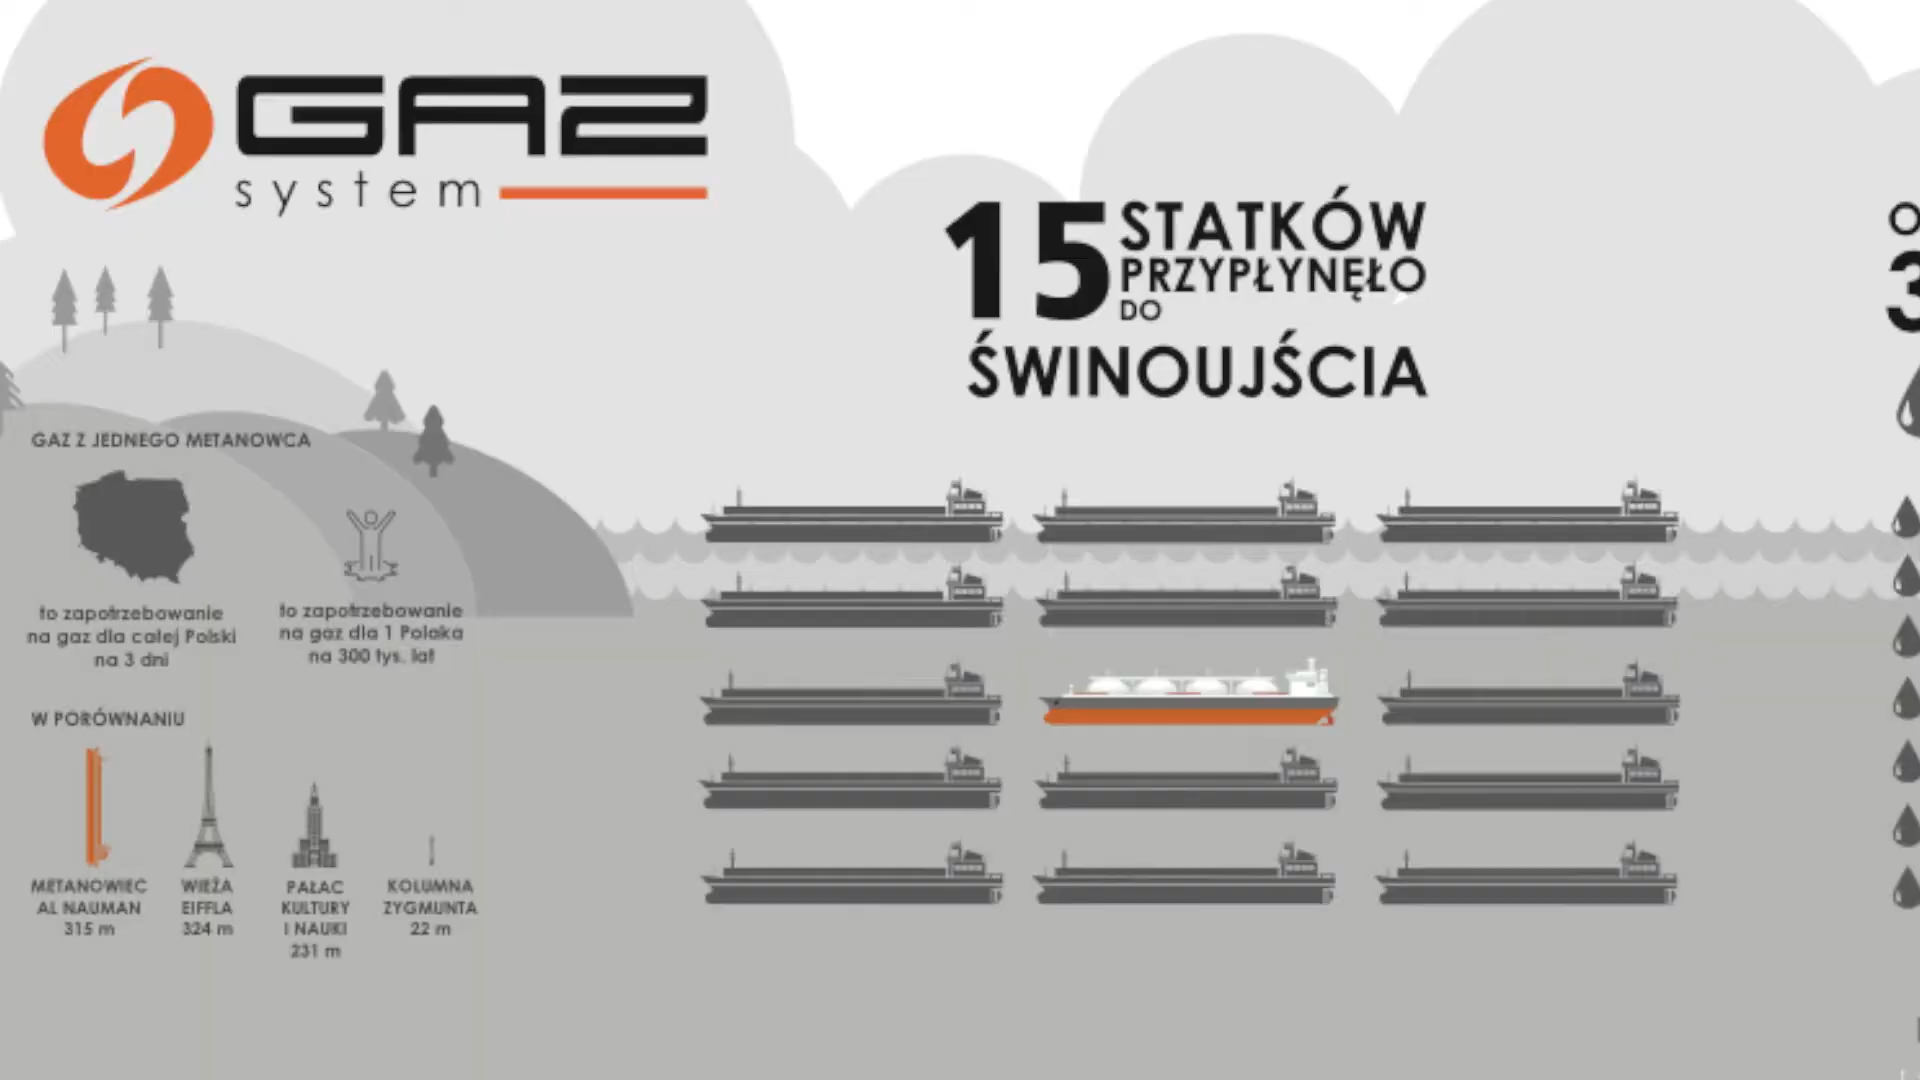 GAZ
system
15 STATKÓW
PRZYPŁYNĘŁO
DO
ŚWINOUJŚCIA
GAZ Z JEDNEGO METANOWCA
to zapotrzebowanie
na gaz dla całej Polski
na 3 dni
to zapotrzebowanie
na gaz dla 1 Polaka
na 300 tys. lat
W PORÓWNANIU
METANOWIEC
AL NAUMAN
315 m
WIEŻA
EIFFLA
324 m
PAŁAC
KULTURY
I NAUKI
231 m
KOLUMNA
ZYGMUNTA
22 m